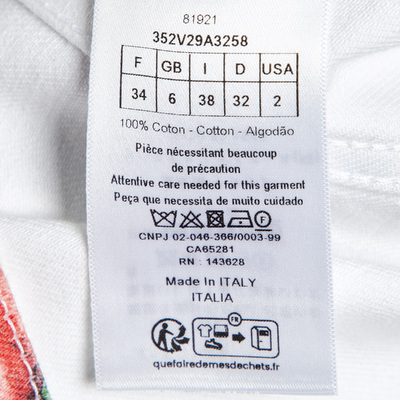 81921
352V29A3258
F GB I D USA
34 6 38 32 2
100% Coton - Cotton - Algodão
Pièce nécessitant beaucoup
de précaution
Attentive care needed for this garment
Peça que necessita de muito cuidado
F
CNPJ 02-046-366/0003-99
CA65281
RN : 143628
Made In ITALY
ITALIA
FR
quefairedemesdechets.fr